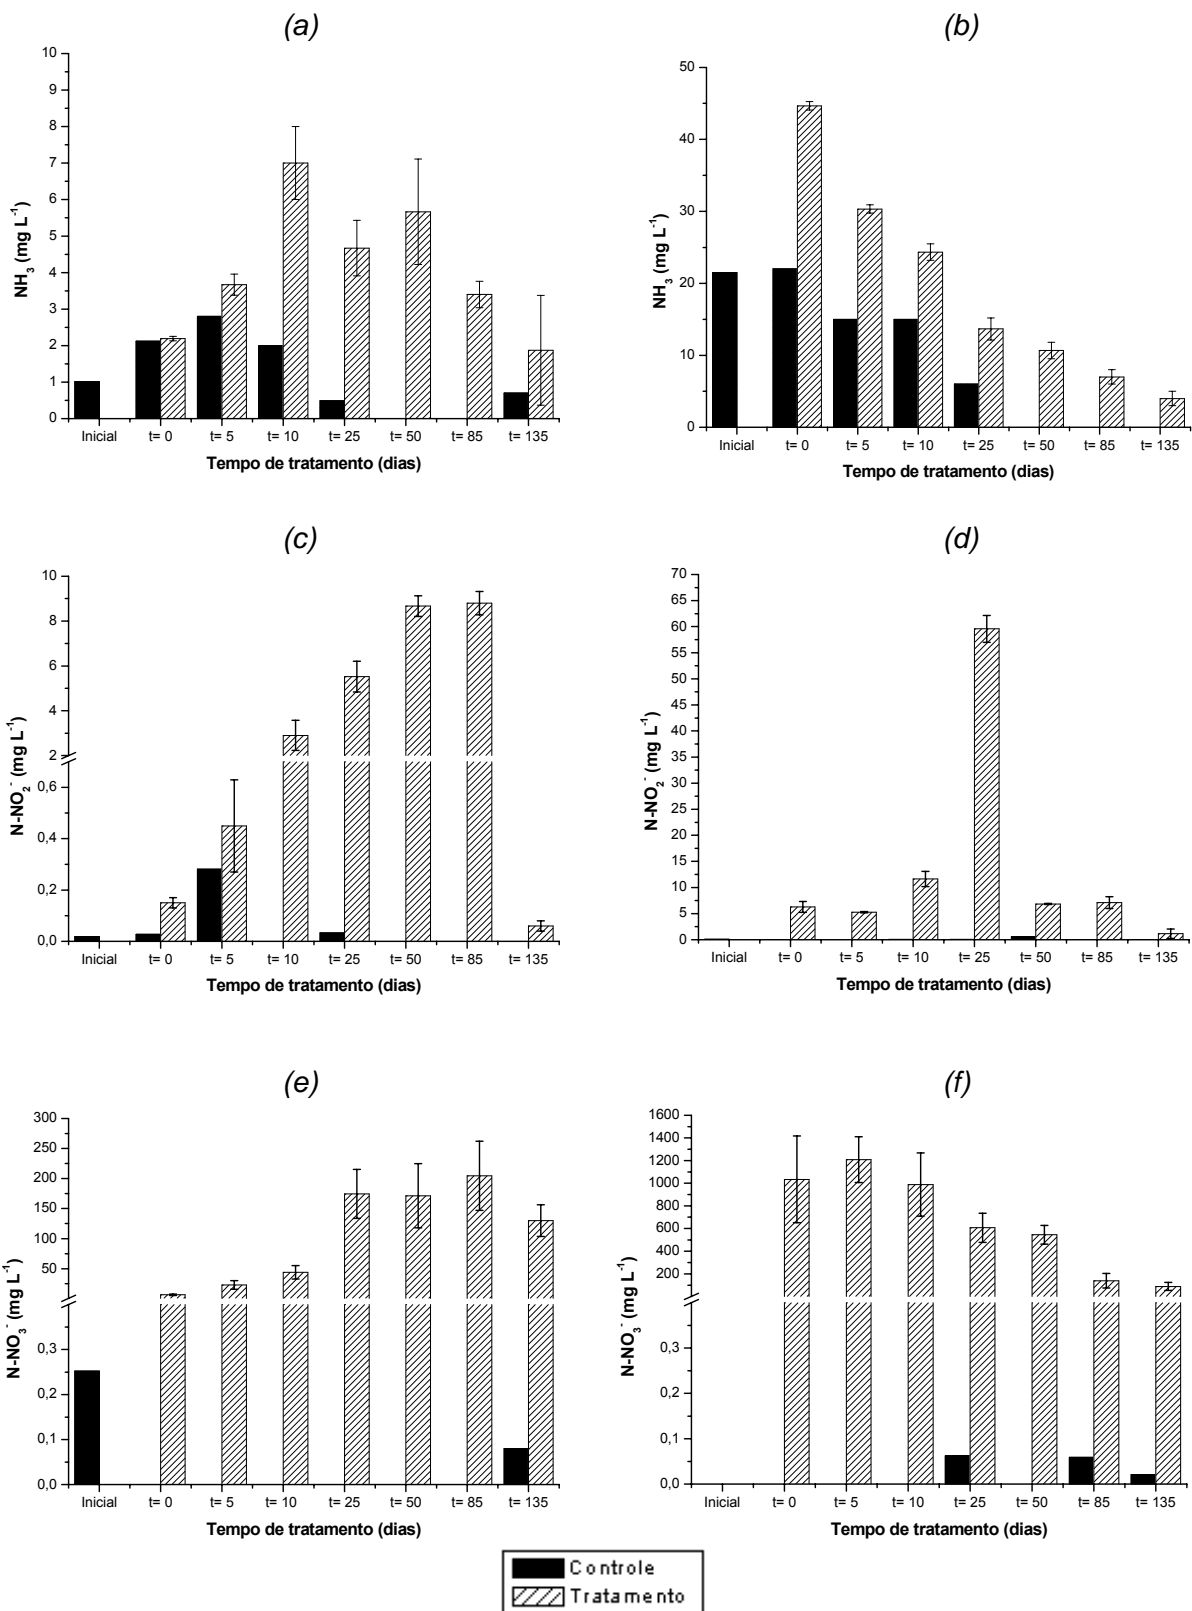 (a)
10
9
8
7
6
5
4
3
2
1
0
NH3 (mg L-1)
Inicial t= 0 t= 5 t= 10 t= 25 t= 50 t= 85 t= 135
Tempo de tratamento (dias)
(b)
50
40
30
20
10
0
NH3 (mg L-1)
Inicial t= 0 t= 5 t= 10 t= 25 t= 50 t= 85 t= 135
Tempo de tratamento (dias)
(c)
10
8
6
4
2
0,6
0,4
0,2
0,0
N-NO2- (mg L-1)
Inicial t= 0 t= 5 t= 10 t= 25 t= 50 t= 85 t= 135
Tempo de tratamento (dias)
(d)
70
65
60
55
50
45
40
35
30
25
20
15
10
5
0
N-NO2- (mg L-1)
Inicial t= 0 t= 5 t= 10 t= 25 t= 50 t= 85 t= 135
Tempo de tratamento (dias)
(e)
300
250
200
150
100
50
0,3
0,2
0,1
0,0
N-NO3- (mg L-1)
Inicial t= 0 t= 5 t= 10 t= 25 t= 50 t= 85 t= 135
Tempo de tratamento (dias)
(f)
1600
1400
1200
1000
800
600
400
200
0,3
0,2
0,1
0,0
N-NO3- (mg L-1)
Inicial t= 0 t= 5 t= 10 t= 25 t= 50 t= 85 t= 135
Tempo de tratamento (dias)
Controle
Tratamento